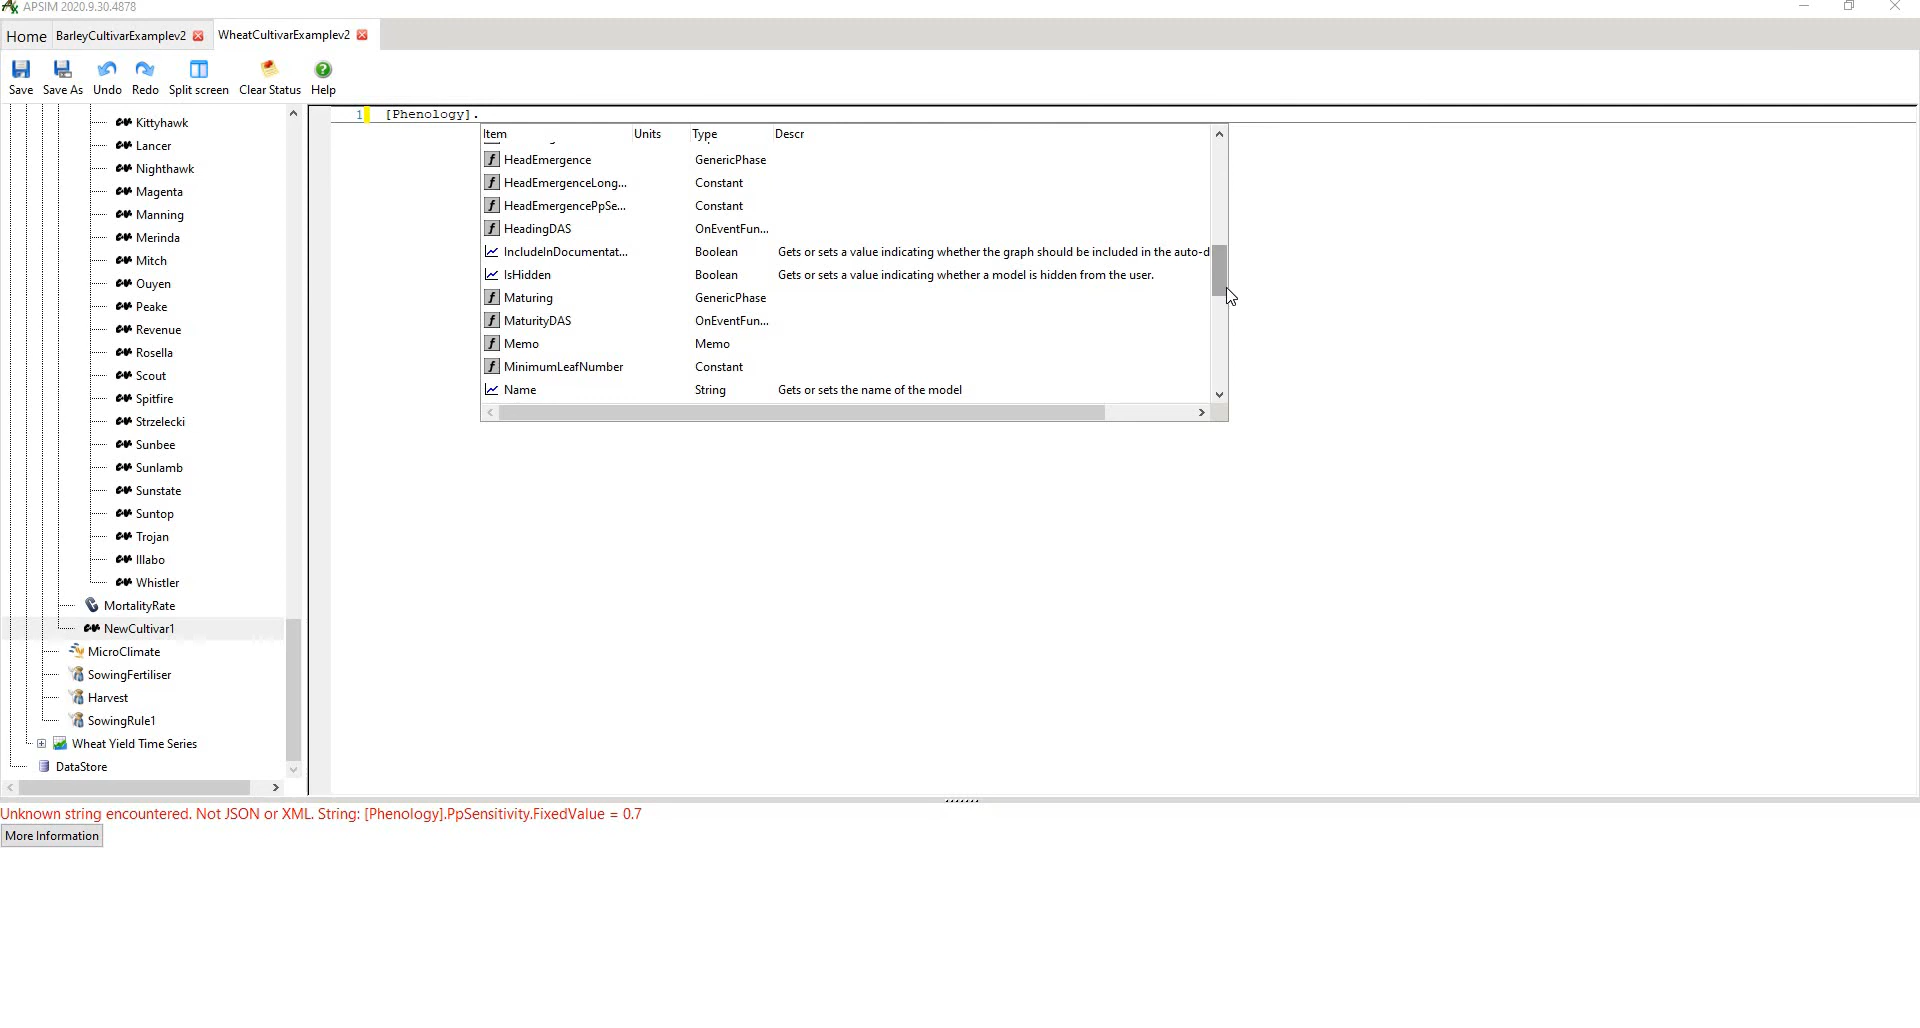 APSIM 2020.9.30.4878
Home BarleyCultivarExamplev2 WheatCultivarExamplev2
Save Save As Undo Redo Split screen Clear Status Help
Kittyhawk
Lancer
Nighthawk
Magenta
Manning
Merinda
Mitch
Ouyen
Peake
Revenue
Rosella
Scout
Spitfire
Strzelecki
Sunbee
Sunlamb
Sunstate
Suntop
Trojan
Illabo
Whistler
MortalityRate
NewCultivar1
MicroClimate
SowingFertiliser
Harvest
SowingRule1
Wheat Yield Time Series
DataStore
1 [Phenology].
Item Units Type Descr
HeadEmergence GenericPhase
HeadEmergenceLong... Constant
HeadEmergencePpSe... Constant
HeadingDAS OnEventFun...
IncludeInDocumentat... Boolean Gets or sets a value indicating whether the graph should be included in the auto-d
IsHidden Boolean Gets or sets a value indicating whether a model is hidden from the user.
Maturing GenericPhase
MaturityDAS OnEventFun...
Memo Memo
MinimumLeafNumber Constant
Name String Gets or sets the name of the model
Unknown string encountered. Not JSON or XML. String: [Phenology].PpSensitivity.FixedValue = 0.7
More Information